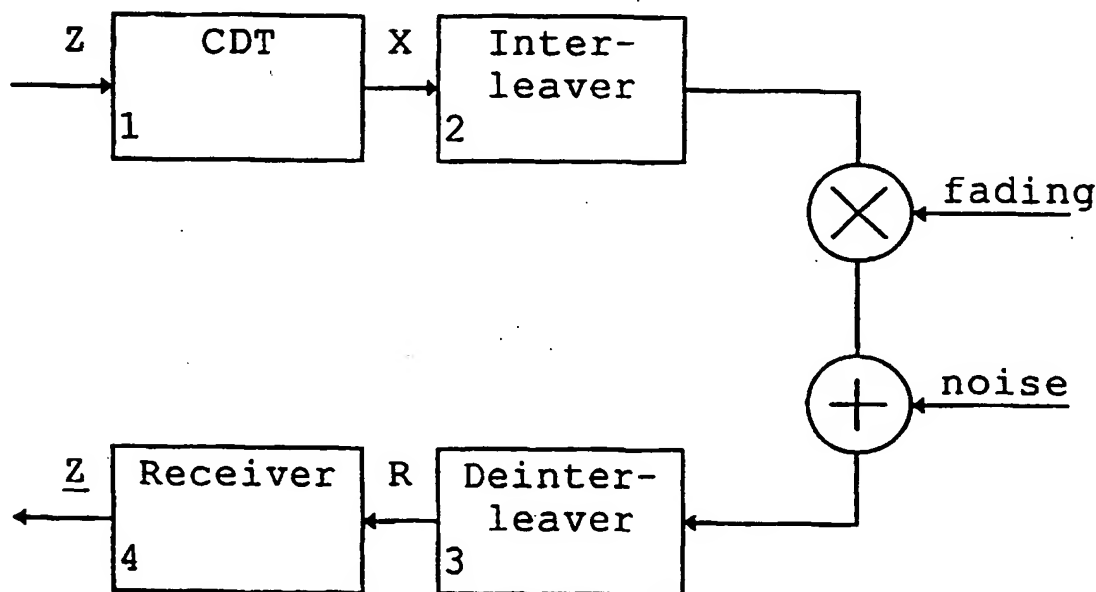 Z
CDT
1
X
Inter-
leaver
2
fading
noise
Z
Receiver
4
R
Deinter-
leaver
3